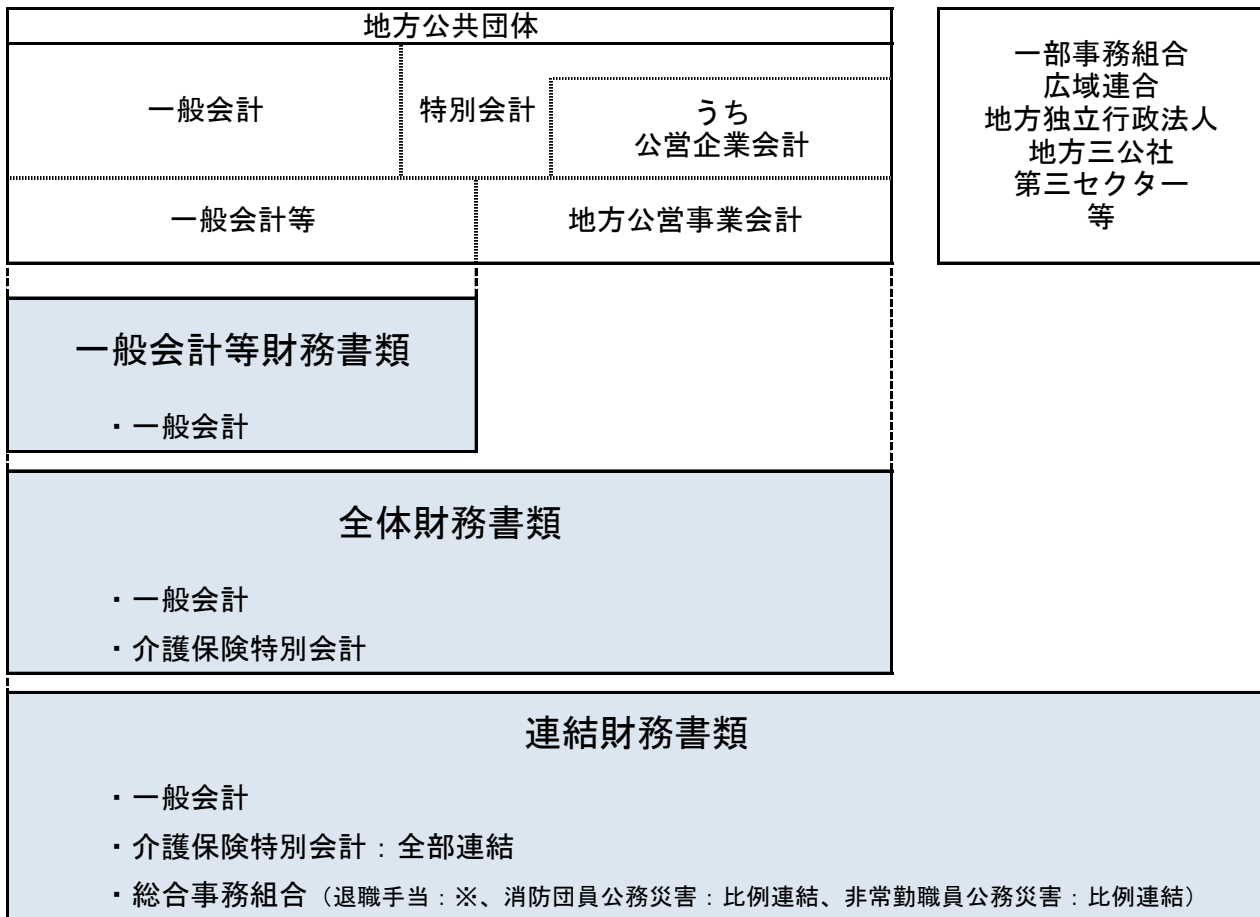 地方公共団体
一般会計
特別会計
うち
公営企業会計
一般会計等
地方公営事業会計
一部事務組合
広域連合
地方独立行政法人
地方三公社
第三セクター
等
一般会計等財務書類
・一般会計
全体財務書類
・一般会計
・介護保険特別会計
連結財務書類
・一般会計
・介護保険特別会計：全部連結
・総合事務組合（退職手当：※、消防団員公務災害：比例連結、非常勤職員公務災害：比例連結）